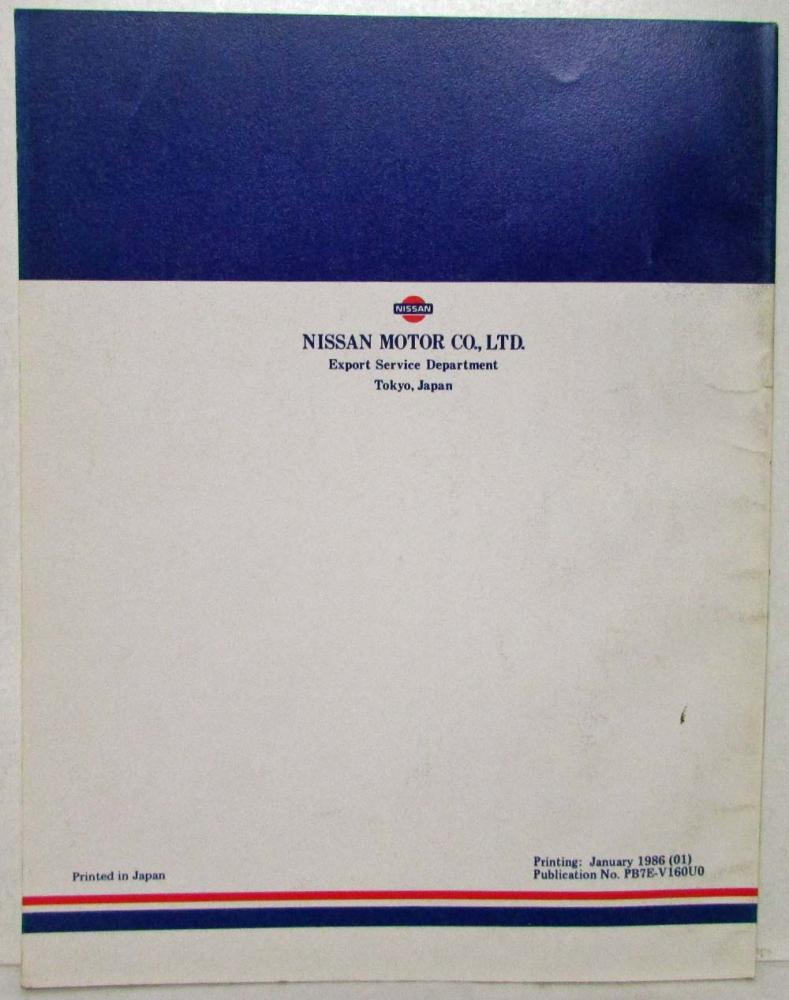 NISSAN
NISSAN MOTOR CO., LTD.
Export Service Department
Tokyo, Japan
Printed in Japan
Printing: January 1986 (01)
Publication No. PB7E-V160U0